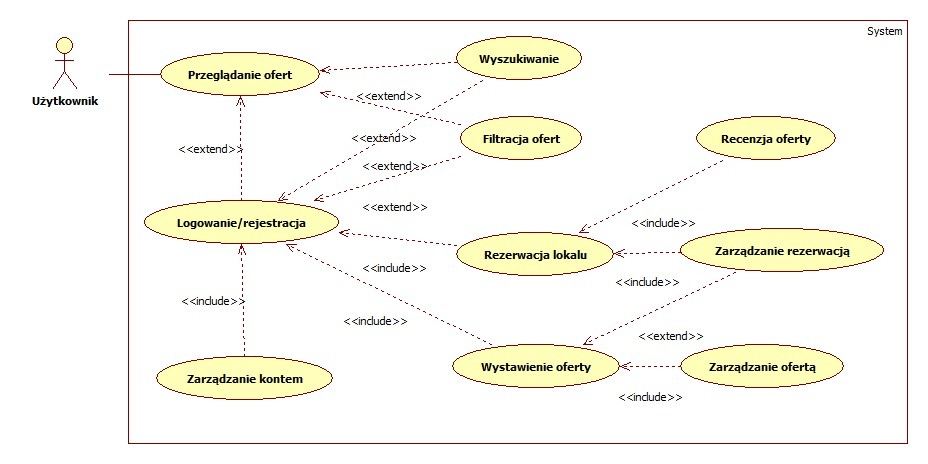 System
Wyszukiwanie
Przeglądanie ofert
Użytkownik
<<extend>>
<<extend>>
Filtracja ofert
Recenzja oferty
<<extend>>
<<extend>>
<<extend>>
Logowanie/rejestracja
<<include>>
Rezerwacja lokalu
Zarządzanie rezerwacją
<<include>>
<<include>>
<<include>>
<<include>>
<<extend>>
Zarządzanie kontem
Wystawienie oferty
Zarządzanie ofertą
<<include>>